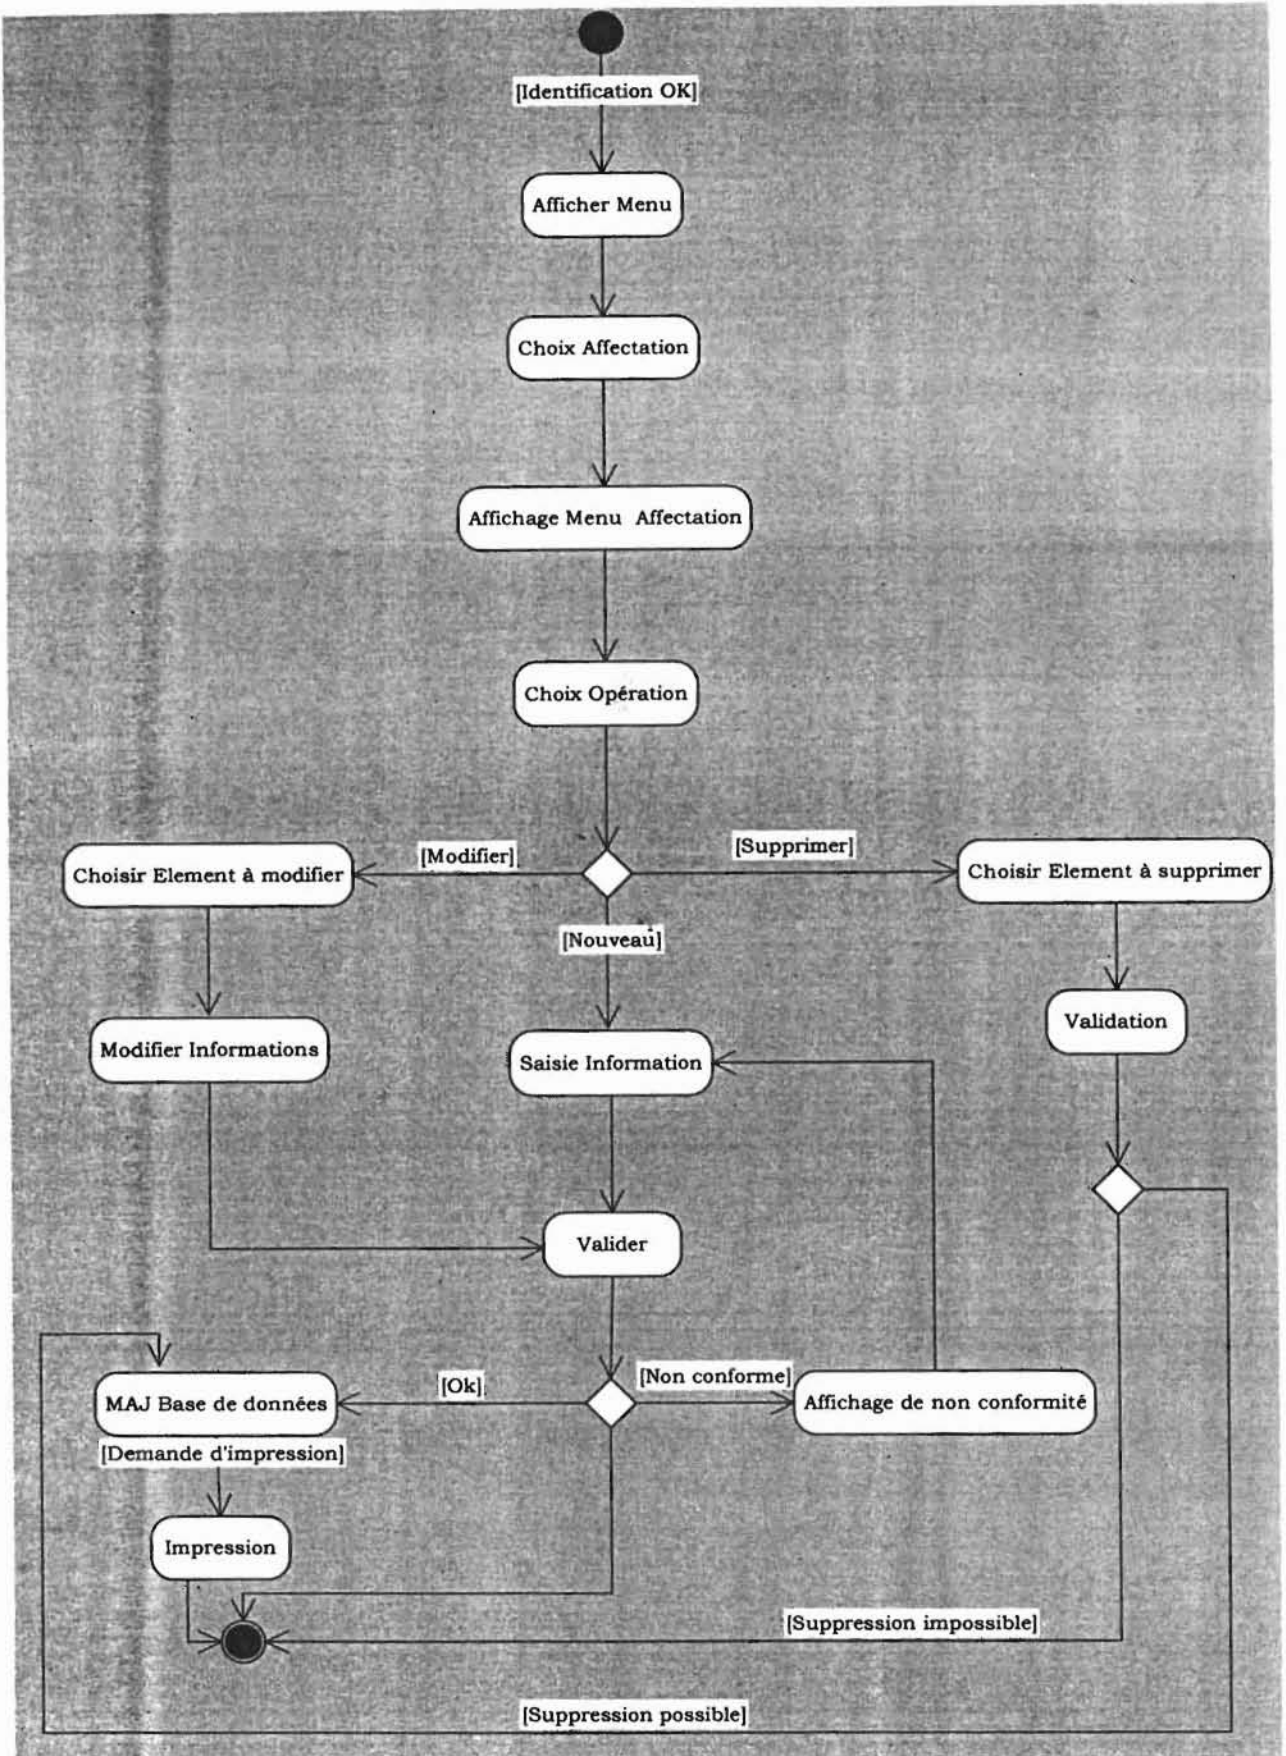 [Identification OK]
Afficher Menu
Choix Affectation
Affichage Menu Affectation
Choix Opération
[Modifier]
[Supprimer]
Choisir Element à modifier
Choisir Element à supprimer
[Nouveau]
Validation
Modifier Informations
Saisie Information
Valider
[Ok]
[Non conforme]
MAJ Base de données
Affichage de non conformité
[Demande d'impression]
Impression
[Suppression impossible]
[Suppression possible]